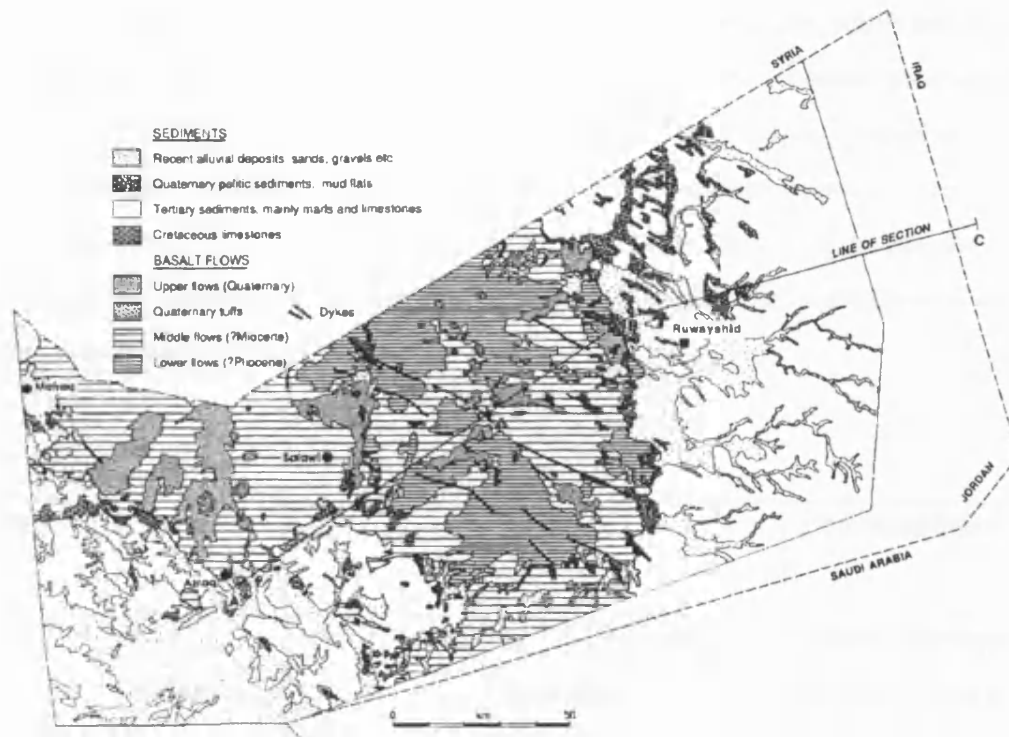 SYRIA
IRAQ
SEDIMENTS
Recent alluvial deposits sands, gravels etc
Quaternary pelitic sediments, mud flats
Tertiary sediments, mainly marls and limestones
Cretaceous limestones
BASALT FLOWS
Upper flows (Quaternary)
Quaternary tuffs
Dykes
Middle flows (?Miocene)
Lower flows (?Pliocene)
LINE OF SECTION
C
Ruwayshid
Safawi
JORDAN
SAUDI ARABIA
0
km
50